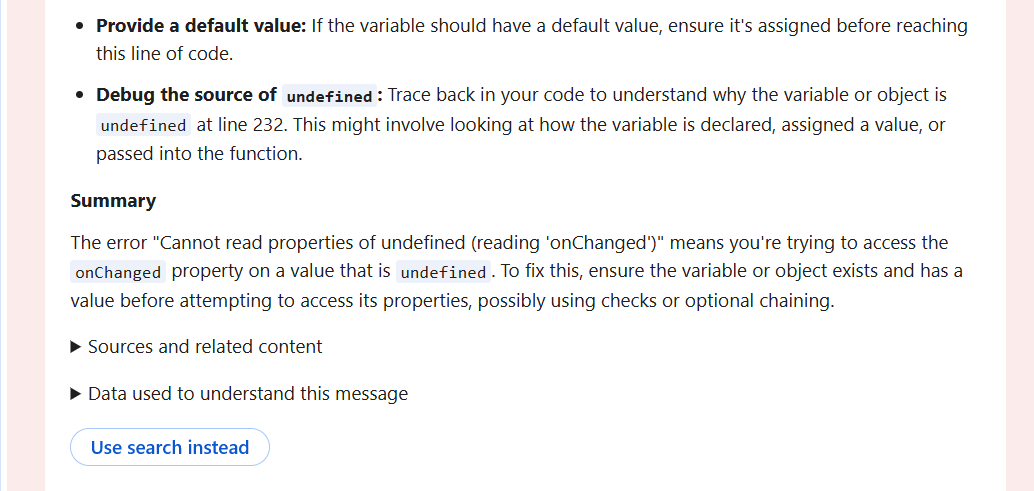 Provide a default value: If the variable should have a default value, ensure it's assigned before reaching
this line of code.
Debug the source of undefined: Trace back in your code to understand why the variable or object is
undefined at line 232. This might involve looking at how the variable is declared, assigned a value, or
passed into the function.
Summary
The error "Cannot read properties of undefined (reading 'onChanged')" means you're trying to access the
onChanged property on a value that is undefined. To fix this, ensure the variable or object exists and has a
value before attempting to access its properties, possibly using checks or optional chaining.
Sources and related content
Data used to understand this message
Use search instead